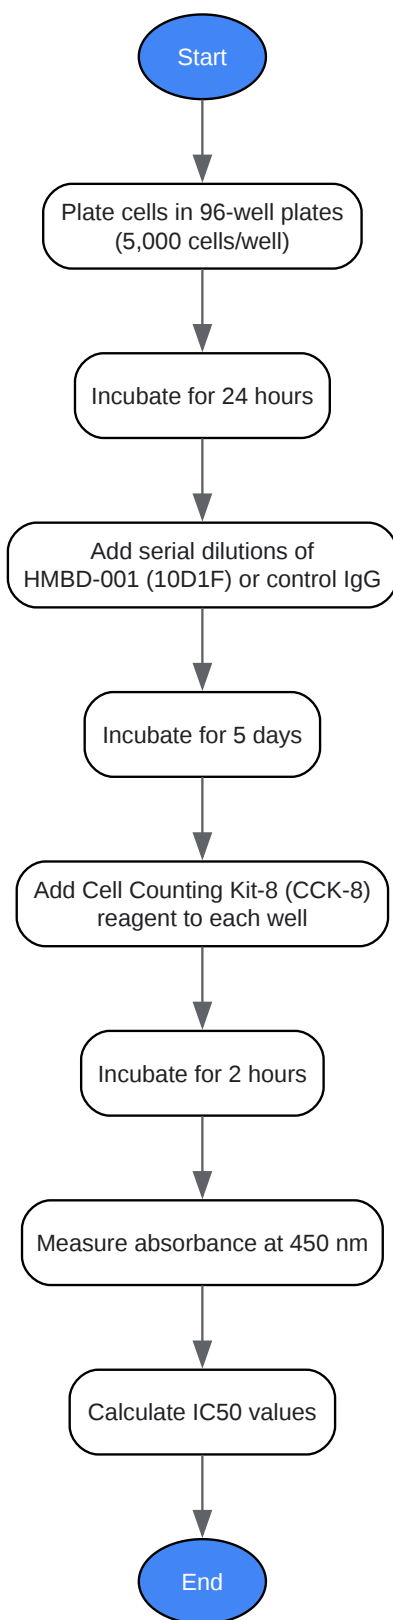 Start
Plate cells in 96-well plates
(5,000 cells/well)
Incubate for 24 hours
Add serial dilutions of
HMBD-001 (10D1F) or control IgG
Incubate for 5 days
Add Cell Counting Kit-8 (CCK-8)
reagent to each well
Incubate for 2 hours
Measure absorbance at 450 nm
Calculate IC50 values
End